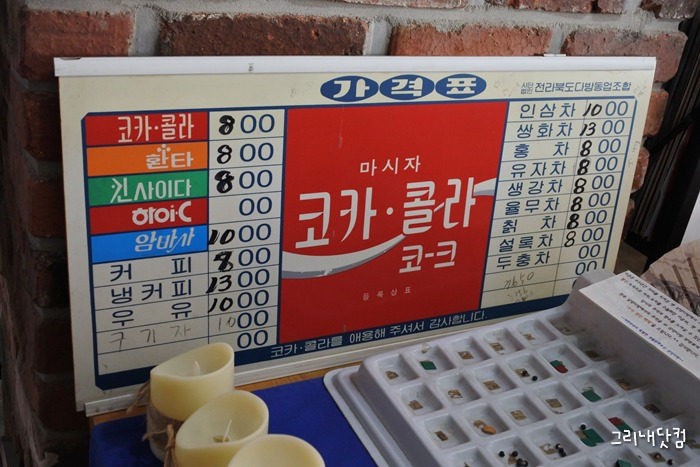 가격표
사단법인 전라북도다방동업조합
코카·콜라 800
환타 800
킨사이다 800
하이-C 00
암바사 1000
커피 800
냉커피 1300
우유 1000
구기자 1000
00
마시자
코카·콜라
코-크
등록상표
인삼차 1000
쌍화차 1300
홍차 800
유자차 800
생강차 800
율무차 800
칡차 800
설록차 800
두충차 00
00
코카·콜라를 애용해 주셔서 감사합니다.
그리내닷컴